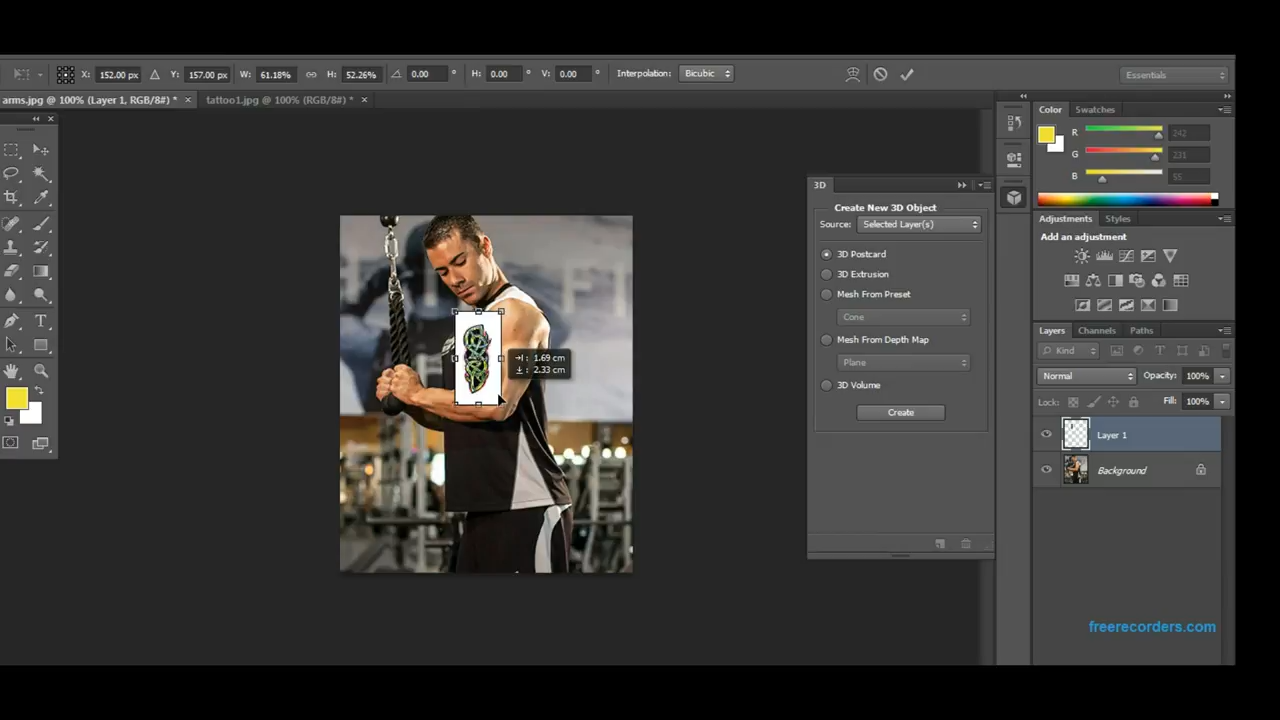 X: 152.00 px Y: 157.00 px W: 61.18% H: 52.26% 0.00 ° H: 0.00 ° V: 0.00 ° Interpolation: Bicubic Essentials
arms.jpg @ 100% (Layer 1, RGB/8#) * × tattoo1.jpg @ 100% (RGB/8#) * ×
Color Swatches
R 242
G 231
B 55
3D
Create New 3D Object
Source: Selected Layer(s)
3D Postcard
3D Extrusion
Mesh From Preset
Cone
Mesh From Depth Map
Plane
3D Volume
Create
Adjustments Styles
Add an adjustment
Layers Channels Paths
Kind
Normal Opacity: 100%
Lock: Fill: 100%
Layer 1
Background
: 1.69 cm
: 2.33 cm
freerecorders.com